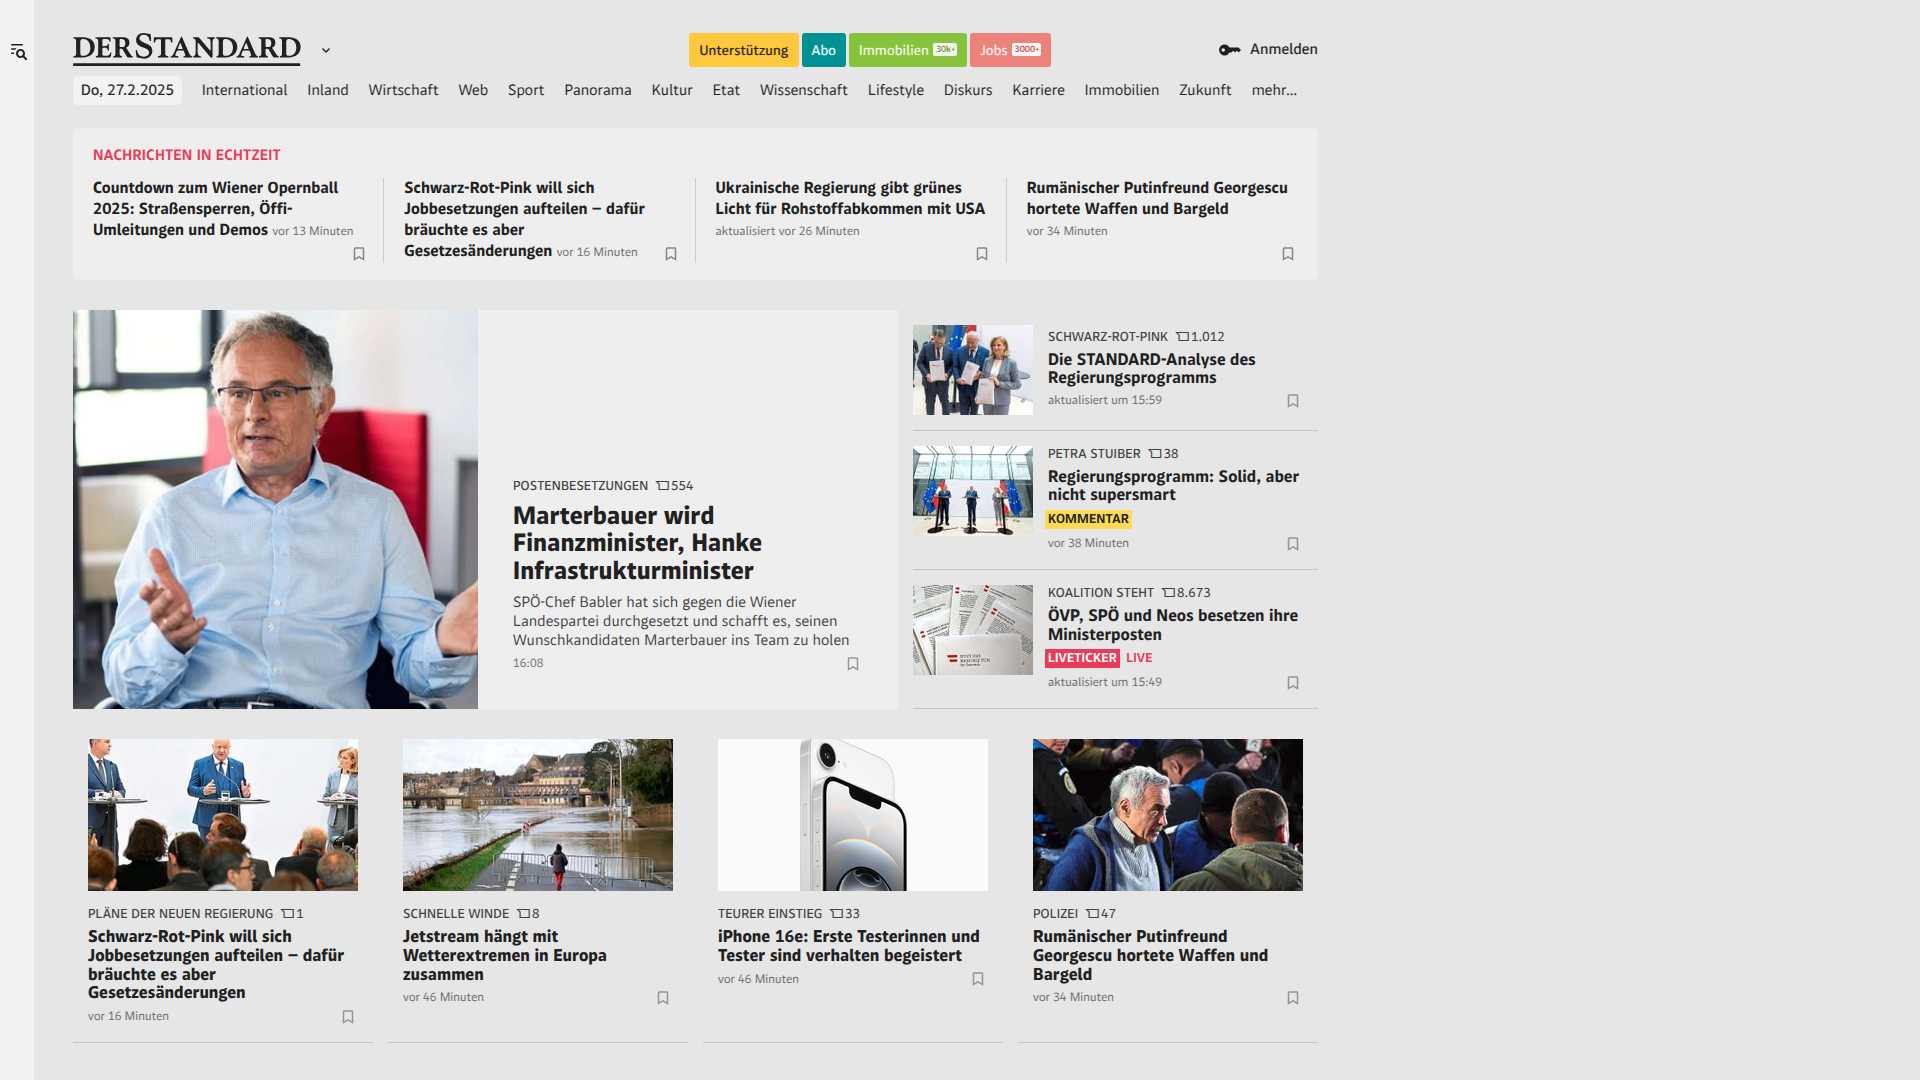 DERSTANDARD
Unterstützung
Abo
Immobilien 30k+
Jobs 3000+
Anmelden
Do, 27.2.2025 International Inland Wirtschaft Web Sport Panorama Kultur Etat Wissenschaft Lifestyle Diskurs Karriere Immobilien Zukunft mehr...
NACHRICHTEN IN ECHTZEIT
Countdown zum Wiener Opernball
2025: Straßensperren, Öffi-
Umleitungen und Demos vor 13 Minuten
Schwarz-Rot-Pink will sich
Jobbesetzungen aufteilen – dafür
bräuchte es aber
Gesetzesänderungen vor 16 Minuten
Ukrainische Regierung gibt grünes
Licht für Rohstoffabkommen mit USA
aktualisiert vor 26 Minuten
Rumänischer Putinfreund Georgescu
hortete Waffen und Bargeld
vor 34 Minuten
POSTENBESETZUNGEN 554
Marterbauer wird
Finanzminister, Hanke
Infrastrukturminister
SPÖ-Chef Babler hat sich gegen die Wiener
Landespartei durchgesetzt und schafft es, seinen
Wunschkandidaten Marterbauer ins Team zu holen
16:08
SCHWARZ-ROT-PINK 1.012
Die STANDARD-Analyse des
Regierungsprogramms
aktualisiert um 15:59
PETRA STUIBER 38
Regierungsprogramm: Solid, aber
nicht supersmart
KOMMENTAR
vor 38 Minuten
KOALITION STEHT 8.673
ÖVP, SPÖ und Neos besetzen ihre
Ministerposten
LIVETICKER LIVE
aktualisiert um 15:49
PLÄNE DER NEUEN REGIERUNG 1
Schwarz-Rot-Pink will sich
Jobbesetzungen aufteilen – dafür
bräuchte es aber
Gesetzesänderungen
vor 16 Minuten
SCHNELLE WINDE 8
Jetstream hängt mit
Wetterextremen in Europa
zusammen
vor 46 Minuten
TEURER EINSTIEG 33
iPhone 16e: Erste Testerinnen und
Tester sind verhalten begeistert
vor 46 Minuten
POLIZEI 47
Rumänischer Putinfreund
Georgescu hortete Waffen und
Bargeld
vor 34 Minuten